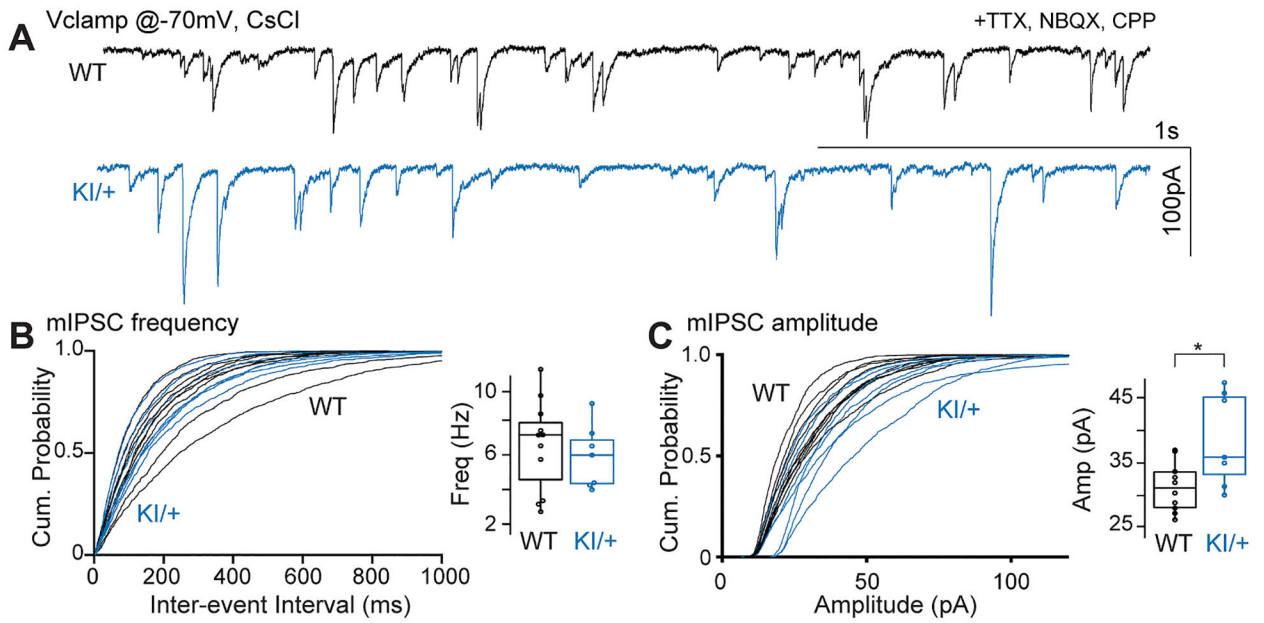 A
Vclamp @-70mV, CsCl
+TTX, NBQX, CPP
WT
1s
KI/+
100pA
B
mIPSC frequency
1.0
0.5
0
Cum. Probability
WT
KI/+
0 200 400 600 800 1000
Inter-event Interval (ms)
10
6
2
Freq (Hz)
WT KI/+
C
mIPSC amplitude
1.0
0.5
0
Cum. Probability
WT
KI/+
0 50 100
Amplitude (pA)
*
45
35
25
Amp (pA)
WT KI/+